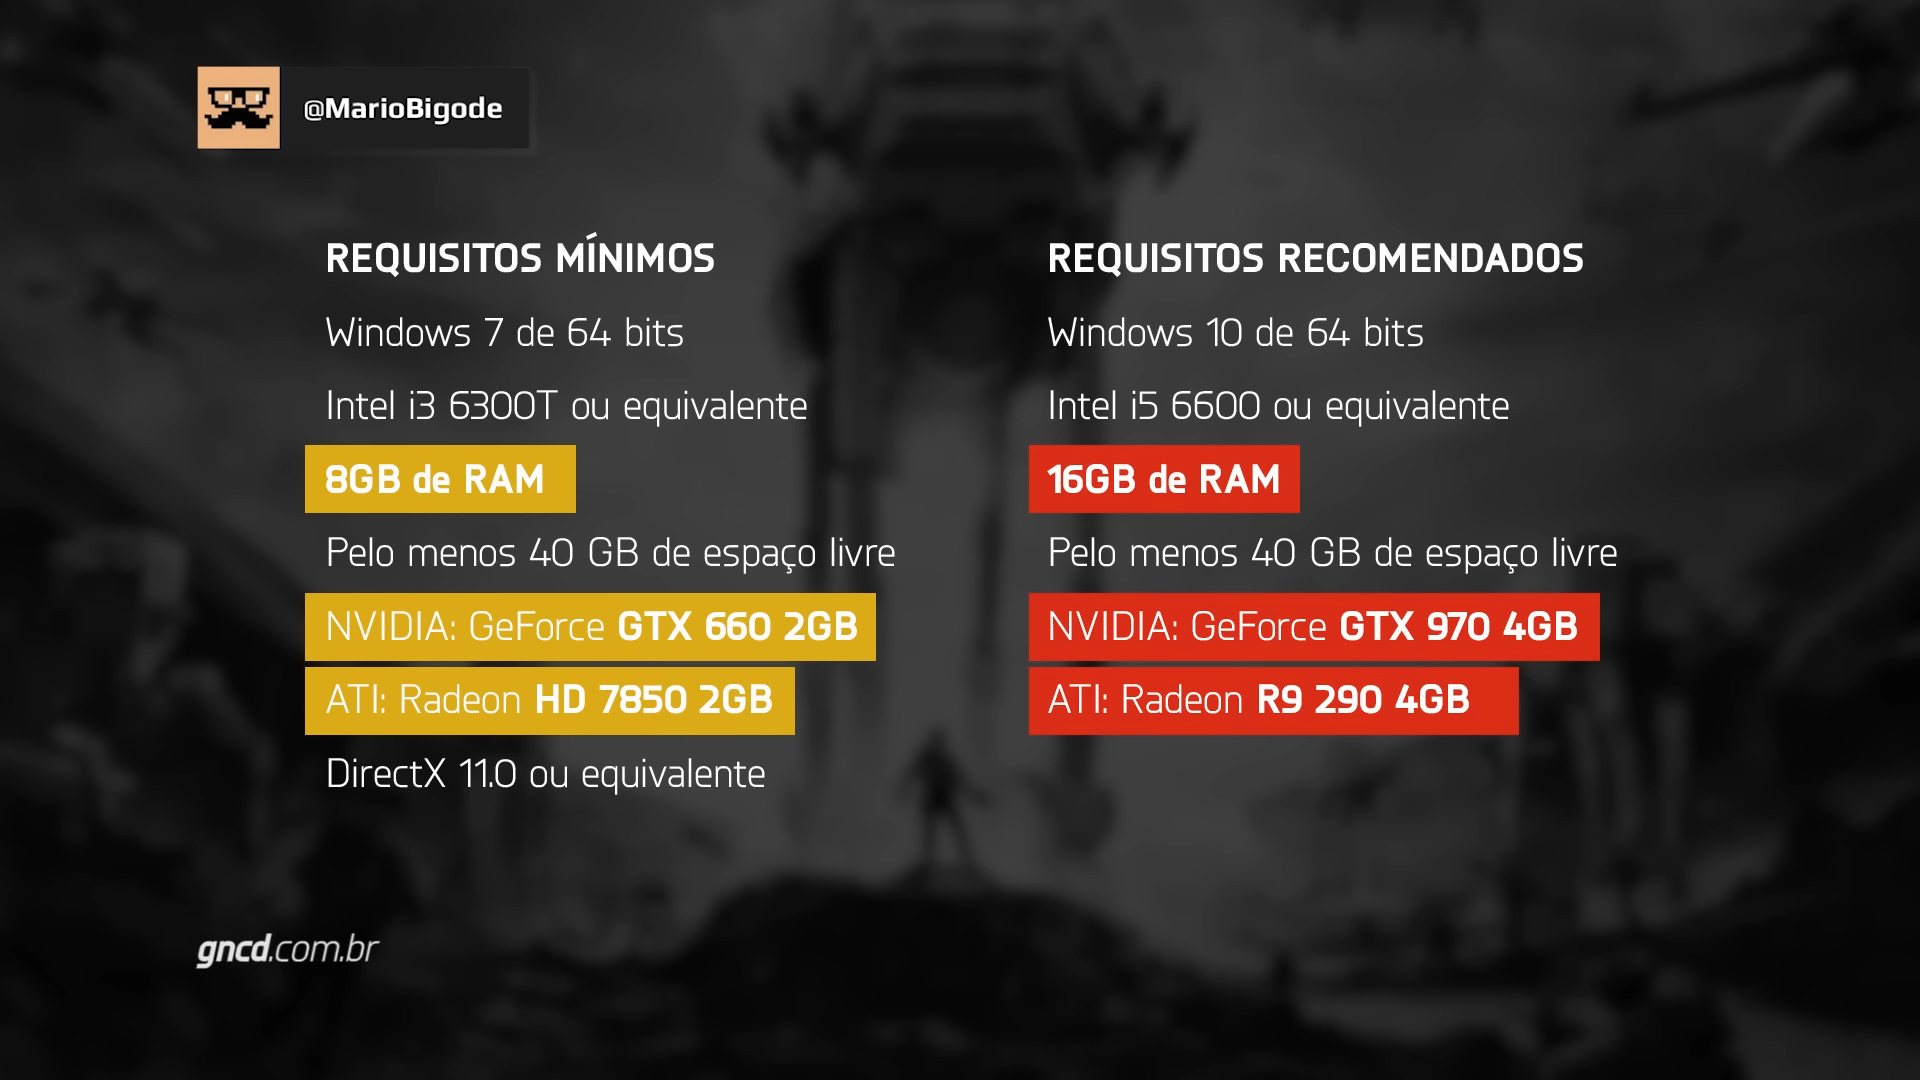 @MarioBigode
REQUISITOS MÍNIMOS
Windows 7 de 64 bits
Intel i3 6300T ou equivalente
8GB de RAM
Pelo menos 40 GB de espaço livre
NVIDIA: GeForce GTX 660 2GB
ATI: Radeon HD 7850 2GB
DirectX 11.0 ou equivalente
REQUISITOS RECOMENDADOS
Windows 10 de 64 bits
Intel i5 6600 ou equivalente
16GB de RAM
Pelo menos 40 GB de espaço livre
NVIDIA: GeForce GTX 970 4GB
ATI: Radeon R9 290 4GB
gncd.com.br